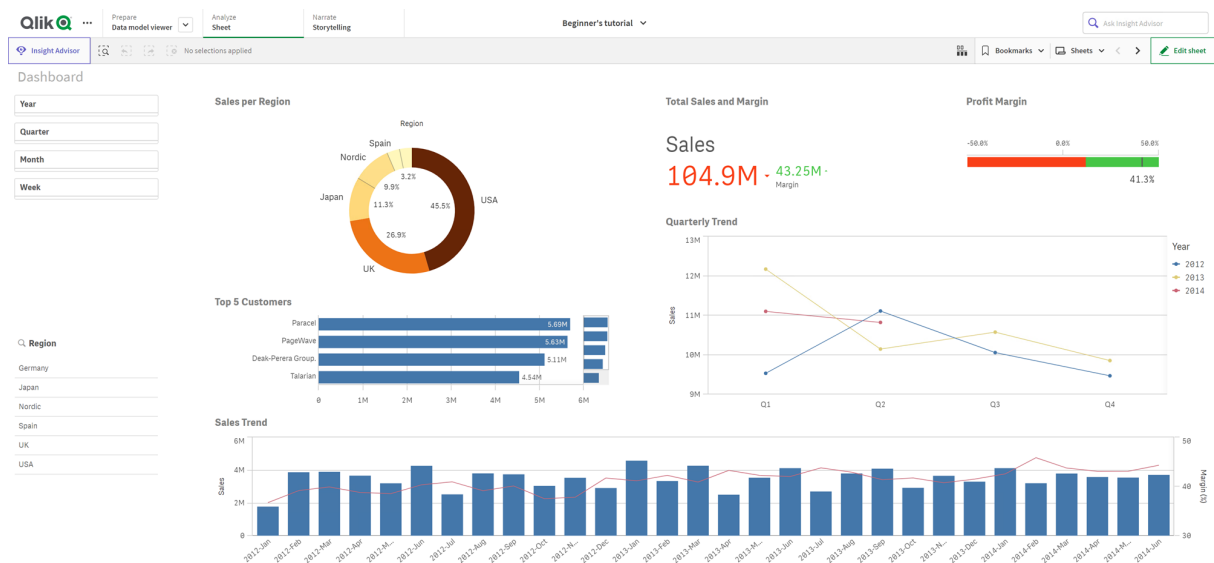 Qlik
Prepare
Data model viewer
Analyze
Sheet
Narrate
Storytelling
Beginner's tutorial
Ask Insight Advisor
Insight Advisor
No selections applied
Bookmarks
Sheets
Edit sheet
Dashboard
Year
Quarter
Month
Week
Region
Germany
Japan
Nordic
Spain
UK
USA
Sales per Region
Region
Spain
Nordic
Japan
UK
USA
3.2%
9.9%
11.3%
26.9%
45.5%
Total Sales and Margin
Sales
104.9M
43.25M
Margin
Profit Margin
-50.0% 0.0% 50.0%
41.3%
Top 5 Customers
Paracel 5.69M
PageWave 5.63M
Deak-Perera Group. 5.11M
Talarian 4.54M
0 1M 2M 3M 4M 5M 6M
Quarterly Trend
Sales
13M
12M
11M
10M
9M
Q1 Q2 Q3 Q4
Year
2012
2013
2014
Sales Trend
Sales
6M
4M
2M
0
50
40
30
Margin (%)
2012-Jan 2012-Feb 2012-Mar 2012-Apr 2012-M... 2012-Jun 2012-Jul 2012-Aug 2012-Sep 2012-Oct 2012-N... 2012-Dec 2013-Jan 2013-Feb 2013-Mar 2013-Apr 2013-M... 2013-Jun 2013-Jul 2013-Aug 2013-Sep 2013-Oct 2013-N... 2013-Dec 2014-Jan 2014-Feb 2014-Mar 2014-Apr 2014-M... 2014-Jun